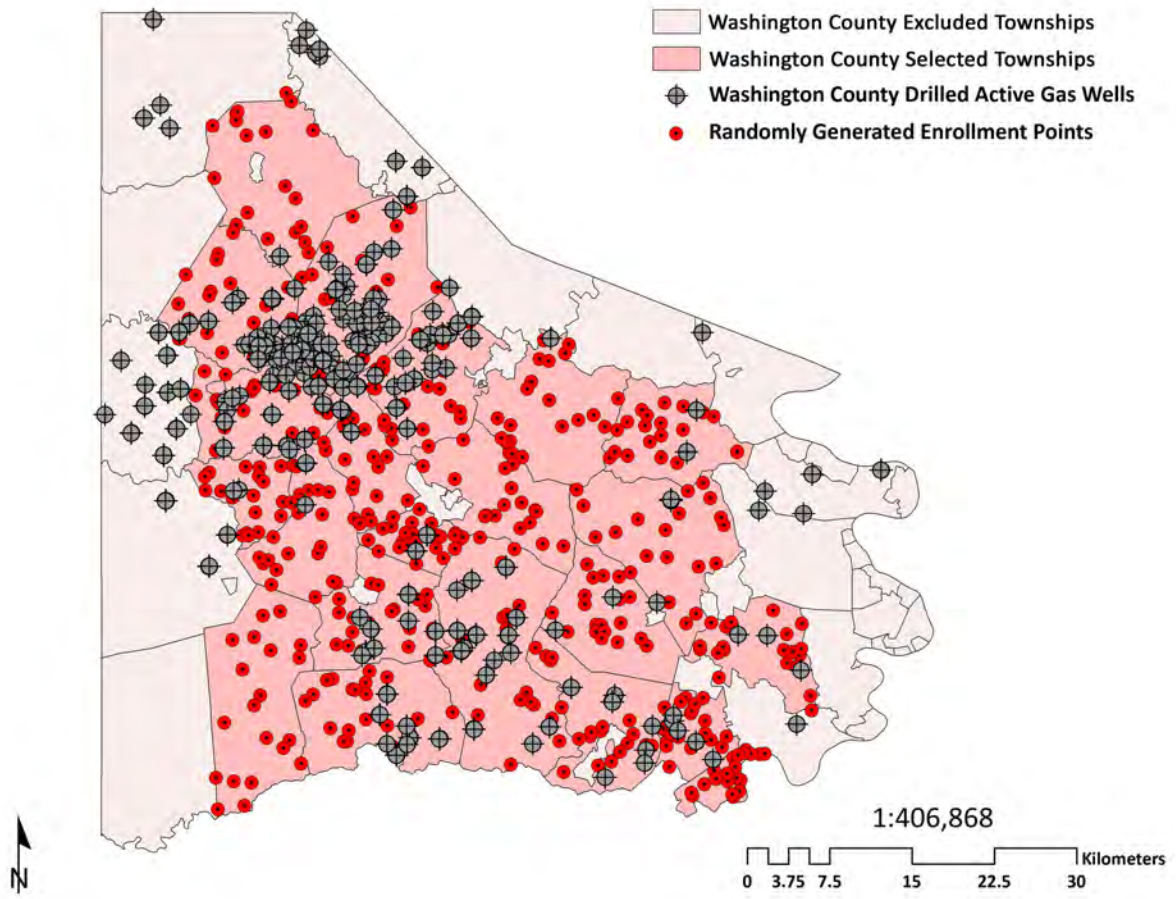 Washington County Excluded Townships
Washington County Selected Townships
Washington County Drilled Active Gas Wells
Randomly Generated Enrollment Points
1:406,868
Kilometers
0 3.75 7.5 15 22.5 30
N